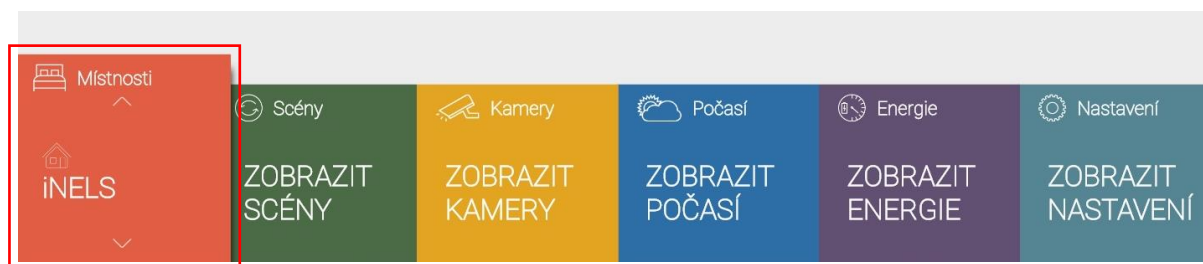 Místnosti
iNELS
Scény
ZOBRAZIT
SCÉNY
Kamery
ZOBRAZIT
KAMERY
Počasí
ZOBRAZIT
POČASÍ
Energie
ZOBRAZIT
ENERGIE
Nastavení
ZOBRAZIT
NASTAVENÍ